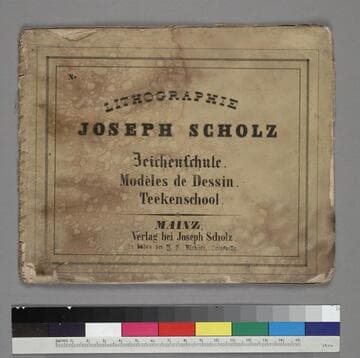 No.
LITHOGRAPHIE
JOSEPH SCHOLZ
Zeichenschule.
Modèles de Dessin.
Teekenschool
MAINZ,
Verlag bei Joseph Scholz.